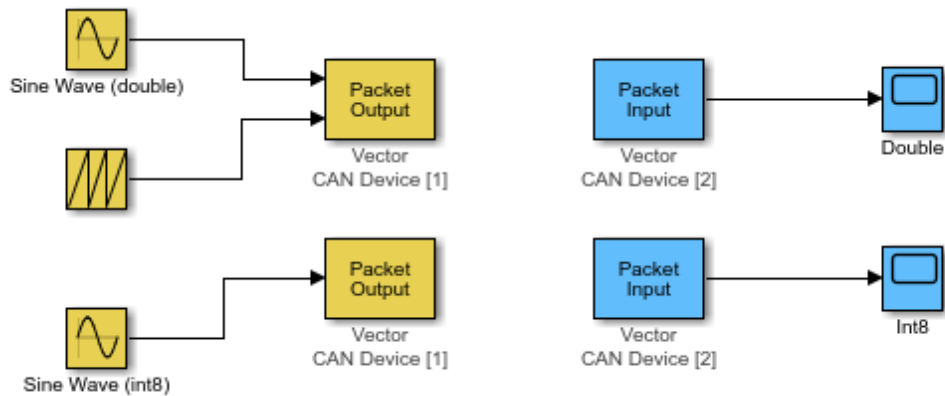 Sine Wave (double)
Packet
Output
Vector
CAN Device [1]
Packet
Input
Vector
CAN Device [2]
Double
Packet
Output
Vector
CAN Device [1]
Packet
Input
Vector
CAN Device [2]
Int8
Sine Wave (int8)